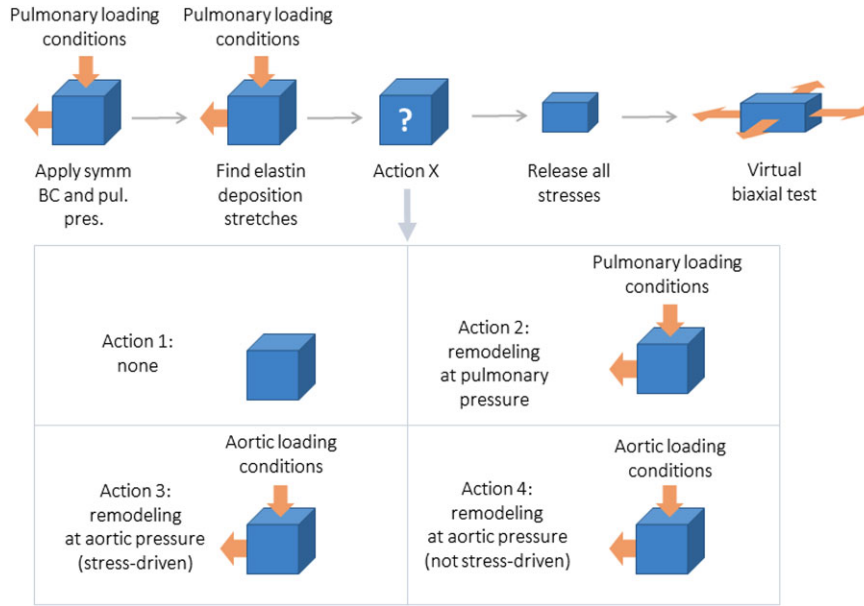 Pulmonary loading
conditions
Pulmonary loading
conditions
?
Apply symm
BC and pul.
pres.
Find elastin
deposition
stretches
Action X
Release all
stresses
Virtual
biaxial test
Action 1:
none
Pulmonary loading
conditions
Action 2:
remodeling
at pulmonary
pressure
Aortic loading
conditions
Action 3:
remodeling
at aortic pressure
(stress-driven)
Aortic loading
conditions
Action 4:
remodeling
at aortic pressure
(not stress-driven)